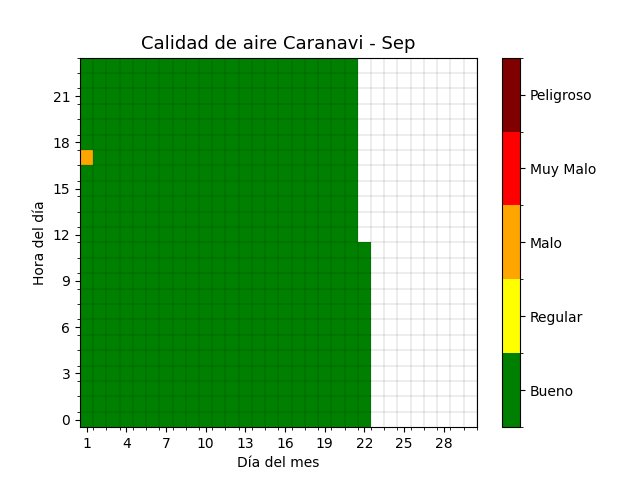 Calidad de aire Caranavi - Sep
Hora del día
21
18
15
12
9
6
3
0
1 4 7 10 13 16 19 22 25 28
Día del mes
Peligroso
Muy Malo
Malo
Regular
Bueno